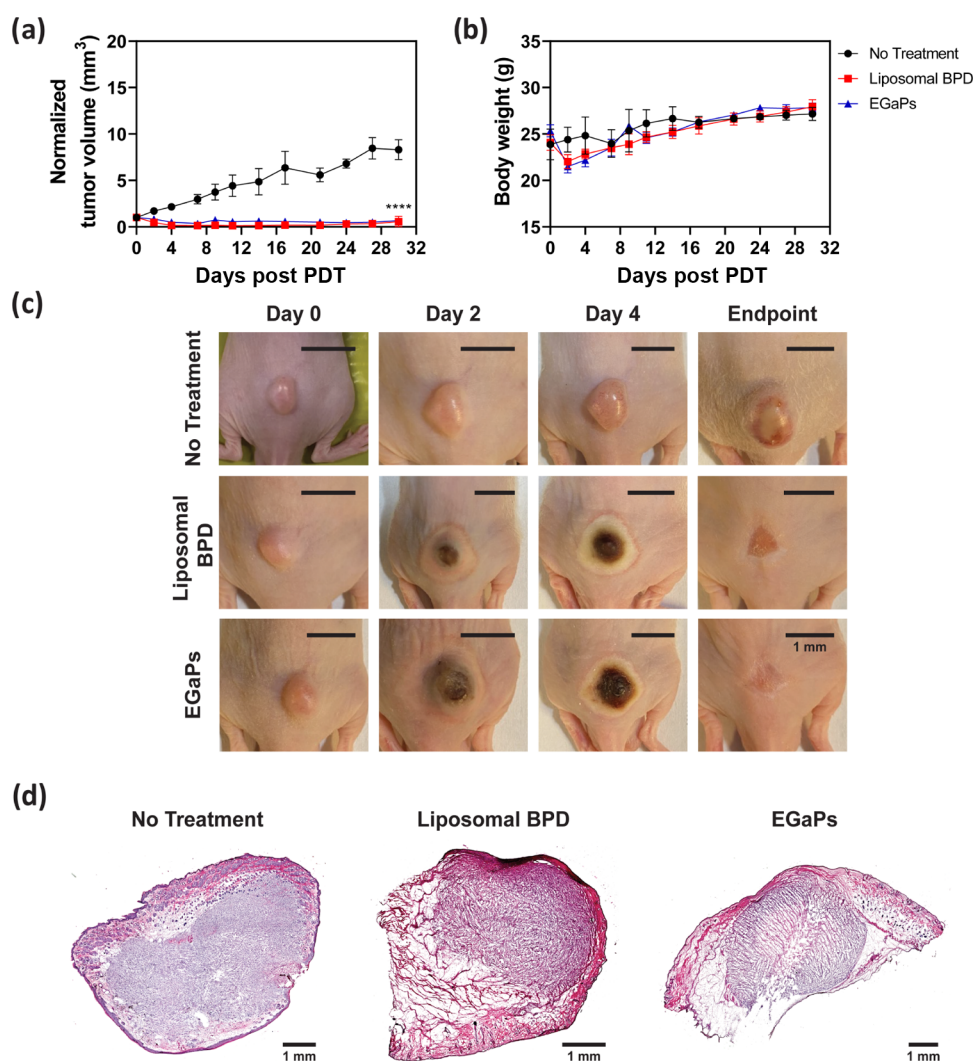 (a)
Normalized
tumor volume (mm³)
20
15
10
5
0
0 4 8 12 16 20 24 28 32
Days post PDT
****
(b)
Body weight (g)
35
30
25
20
15
0 4 8 12 16 20 24 28 32
Days post PDT
No Treatment
Liposomal BPD
EGaPs
(c)
Day 0 Day 2 Day 4 Endpoint
No Treatment
Liposomal
BPD
EGaPs
1 mm
(d)
No Treatment Liposomal BPD EGaPs
1 mm 1 mm 1 mm